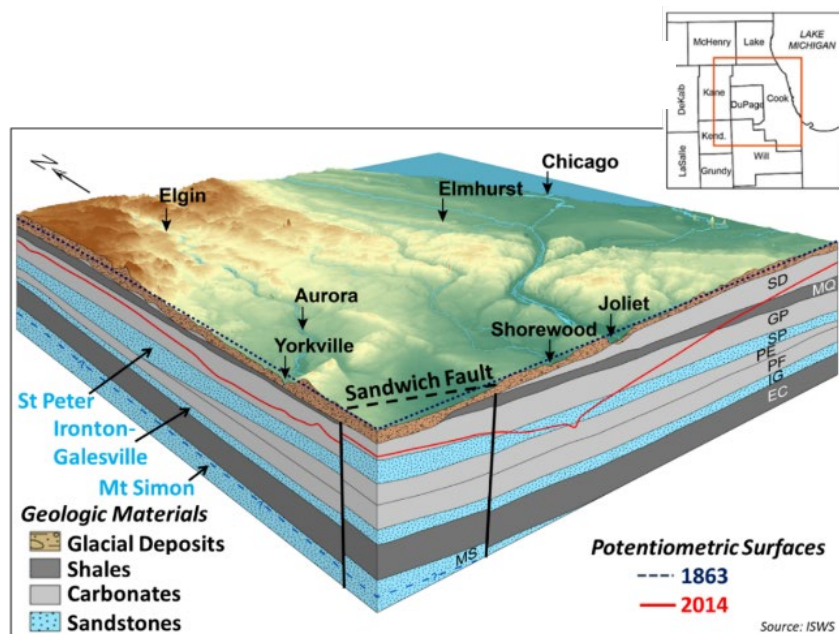 McHenry
Lake
LAKE
MICHIGAN
DeKalb
Kane
DuPage
Cook
Kend.
LaSalle
Grundy
Will
N
Elgin
Elmhurst
Chicago
Aurora
Yorkville
Shorewood
Joliet
Sandwich Fault
SD
MQ
GP
SP
PE
PF
IG
EC
MS
St Peter
Ironton-
Galesville
Mt Simon
Geologic Materials
Glacial Deposits
Shales
Carbonates
Sandstones
Potentiometric Surfaces
1863
2014
Source: ISWS